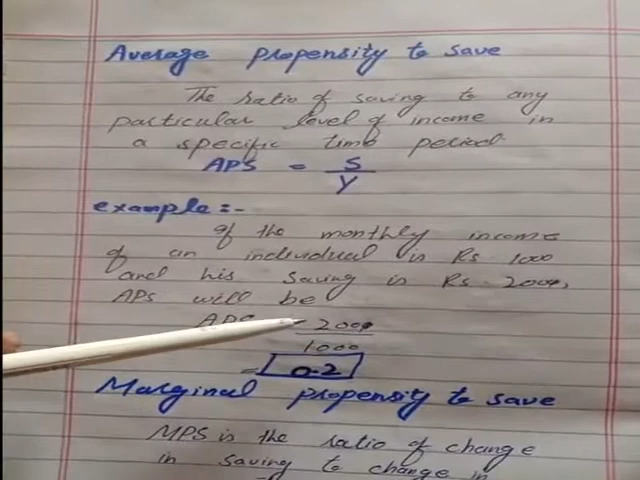 Average propensity to save
The ratio of saving to any
particular level of income in
a specific time period.
APS = S
Y
example:-
If the monthly income
of an individual is Rs 1000
and his saving is Rs. 200,
APS will be
APS = 200
1000
= 0.2
Marginal propensity to save
MPS is the ratio of change
in saving to change in